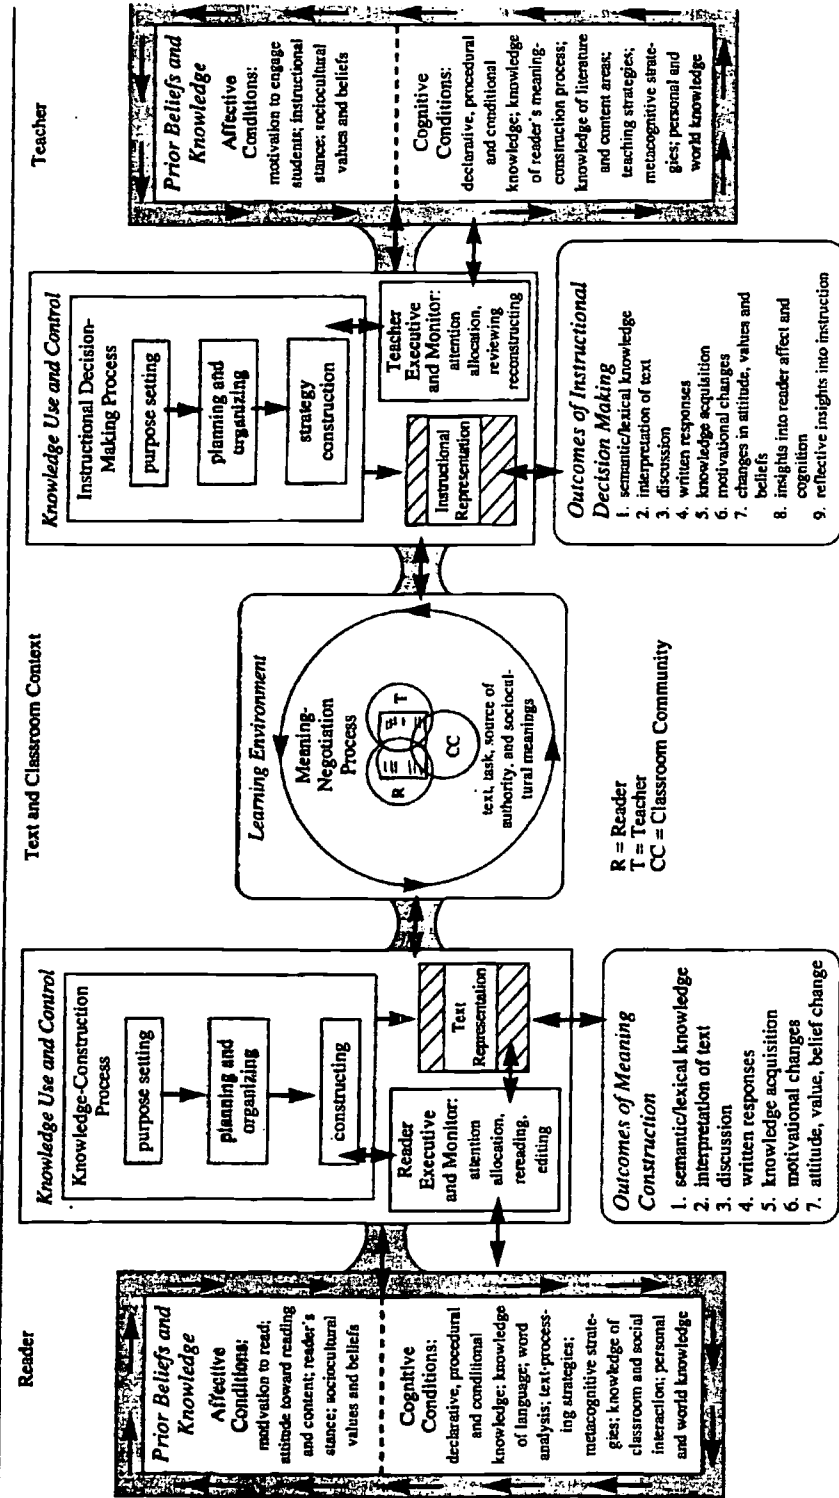 Reader
Text and Classroom Context
Teacher
Prior Beliefs and
Knowledge
Affective
Conditions:
motivation to read;
attitude toward reading
and content; reader's
stance; sociocultural
values and beliefs
Cognitive
Conditions:
declarative, procedural
and conditional
knowledge; knowledge
of language; word
analysis; text-process-
ing strategies;
metacognitive strate-
gies; knowledge of
classroom and social
interaction; personal
and world knowledge
Knowledge Use and Control
Knowledge-Construction
Process
purpose setting
planning and
organizing
constructing
Reader
Executive
and Monitor:
attention
allocation,
rereading,
editing
Text
Representation
Outcomes of Meaning
Construction
1. semantic/lexical knowledge
2. interpretation of text
3. discussion
4. written responses
5. knowledge acquisition
6. motivational changes
7. attitude, value, belief change
Learning Environment
Meaning-
Negotiation
Process
R
T
CC
text, task, source of
authority, and sociocul-
tural meanings
R = Reader
T = Teacher
CC = Classroom Community
Knowledge Use and Control
Instructional Decision-
Making Process
purpose setting
planning and
organizing
strategy
construction
Instructional
Representation
Teacher
Executive
and Monitor:
attention
allocation,
reviewing
reconstructing
Outcomes of Instructional
Decision Making
1. semantic/lexical knowledge
2. interpretation of text
3. discussion
4. written responses
5. knowledge acquisition
6. motivational changes
7. changes in attitude, values and
beliefs
8. insights into reader affect and
cognition
9. reflective insights into instruction
Prior Beliefs and
Knowledge
Affective
Conditions:
motivation to engage
students; instructional
stance; sociocultural
values and beliefs
Cognitive
Conditions:
declarative, procedural
and conditional
knowledge; knowledge
of reader's meaning-
construction process;
knowledge of literature
and content areas;
teaching strategies;
metacognitive strate-
gies; personal and
world knowledge